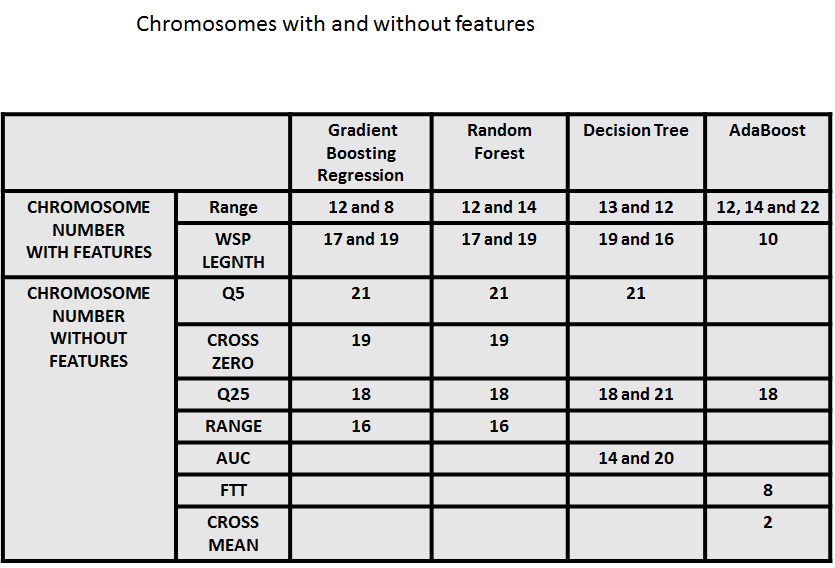 Chromosomes with and without features
Gradient Boosting Regression Random Forest Decision Tree AdaBoost
CHROMOSOME NUMBER WITH FEATURES Range 12 and 8 12 and 14 13 and 12 12, 14 and 22
WSP LEGNTH 17 and 19 17 and 19 19 and 16 10
CHROMOSOME NUMBER WITHOUT FEATURES Q5 21 21 21
CROSS ZERO 19 19
Q25 18 18 18 and 21 18
RANGE 16 16
AUC 14 and 20
FTT 8
CROSS MEAN 2